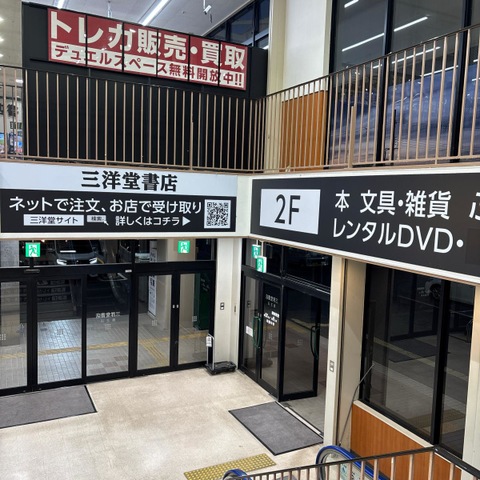 トレカ販売・買取
デュエルスペース無料開放中!!
三洋堂書店
ネットで注文、お店で受け取り
三洋堂サイト 検索 詳しくはコチラ▶
2F
本 文具・雑貨
レンタルDVD・